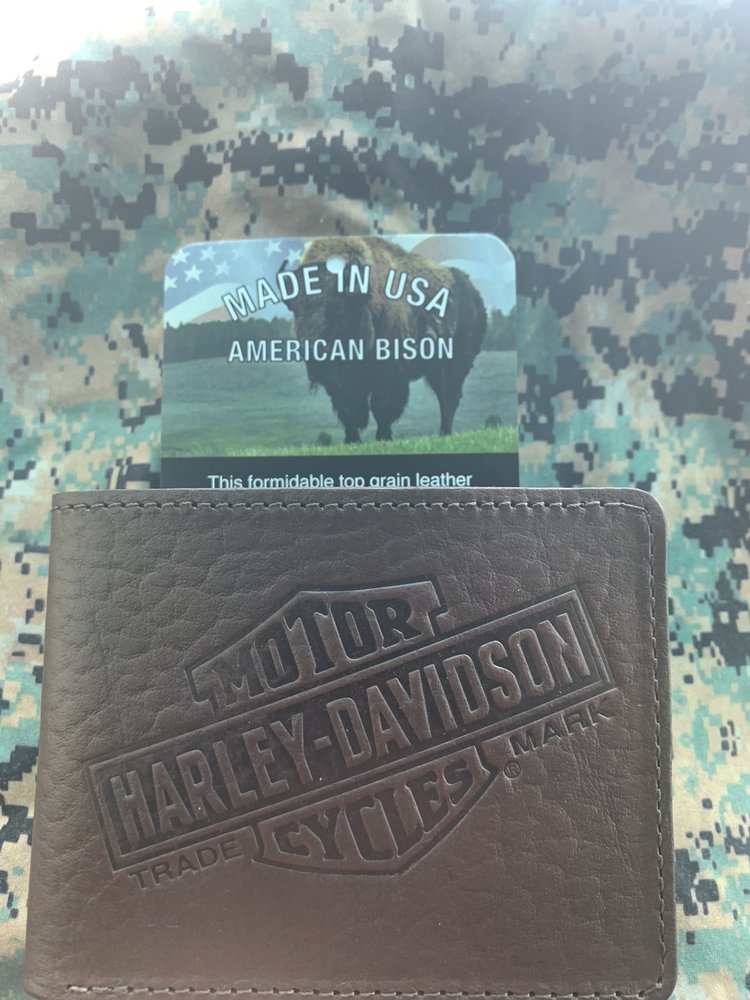 MADE IN USA
AMERICAN BISON
This formidable top grain leather
MOTOR
HARLEY-DAVIDSON
CYCLES ®
TRADE MARK